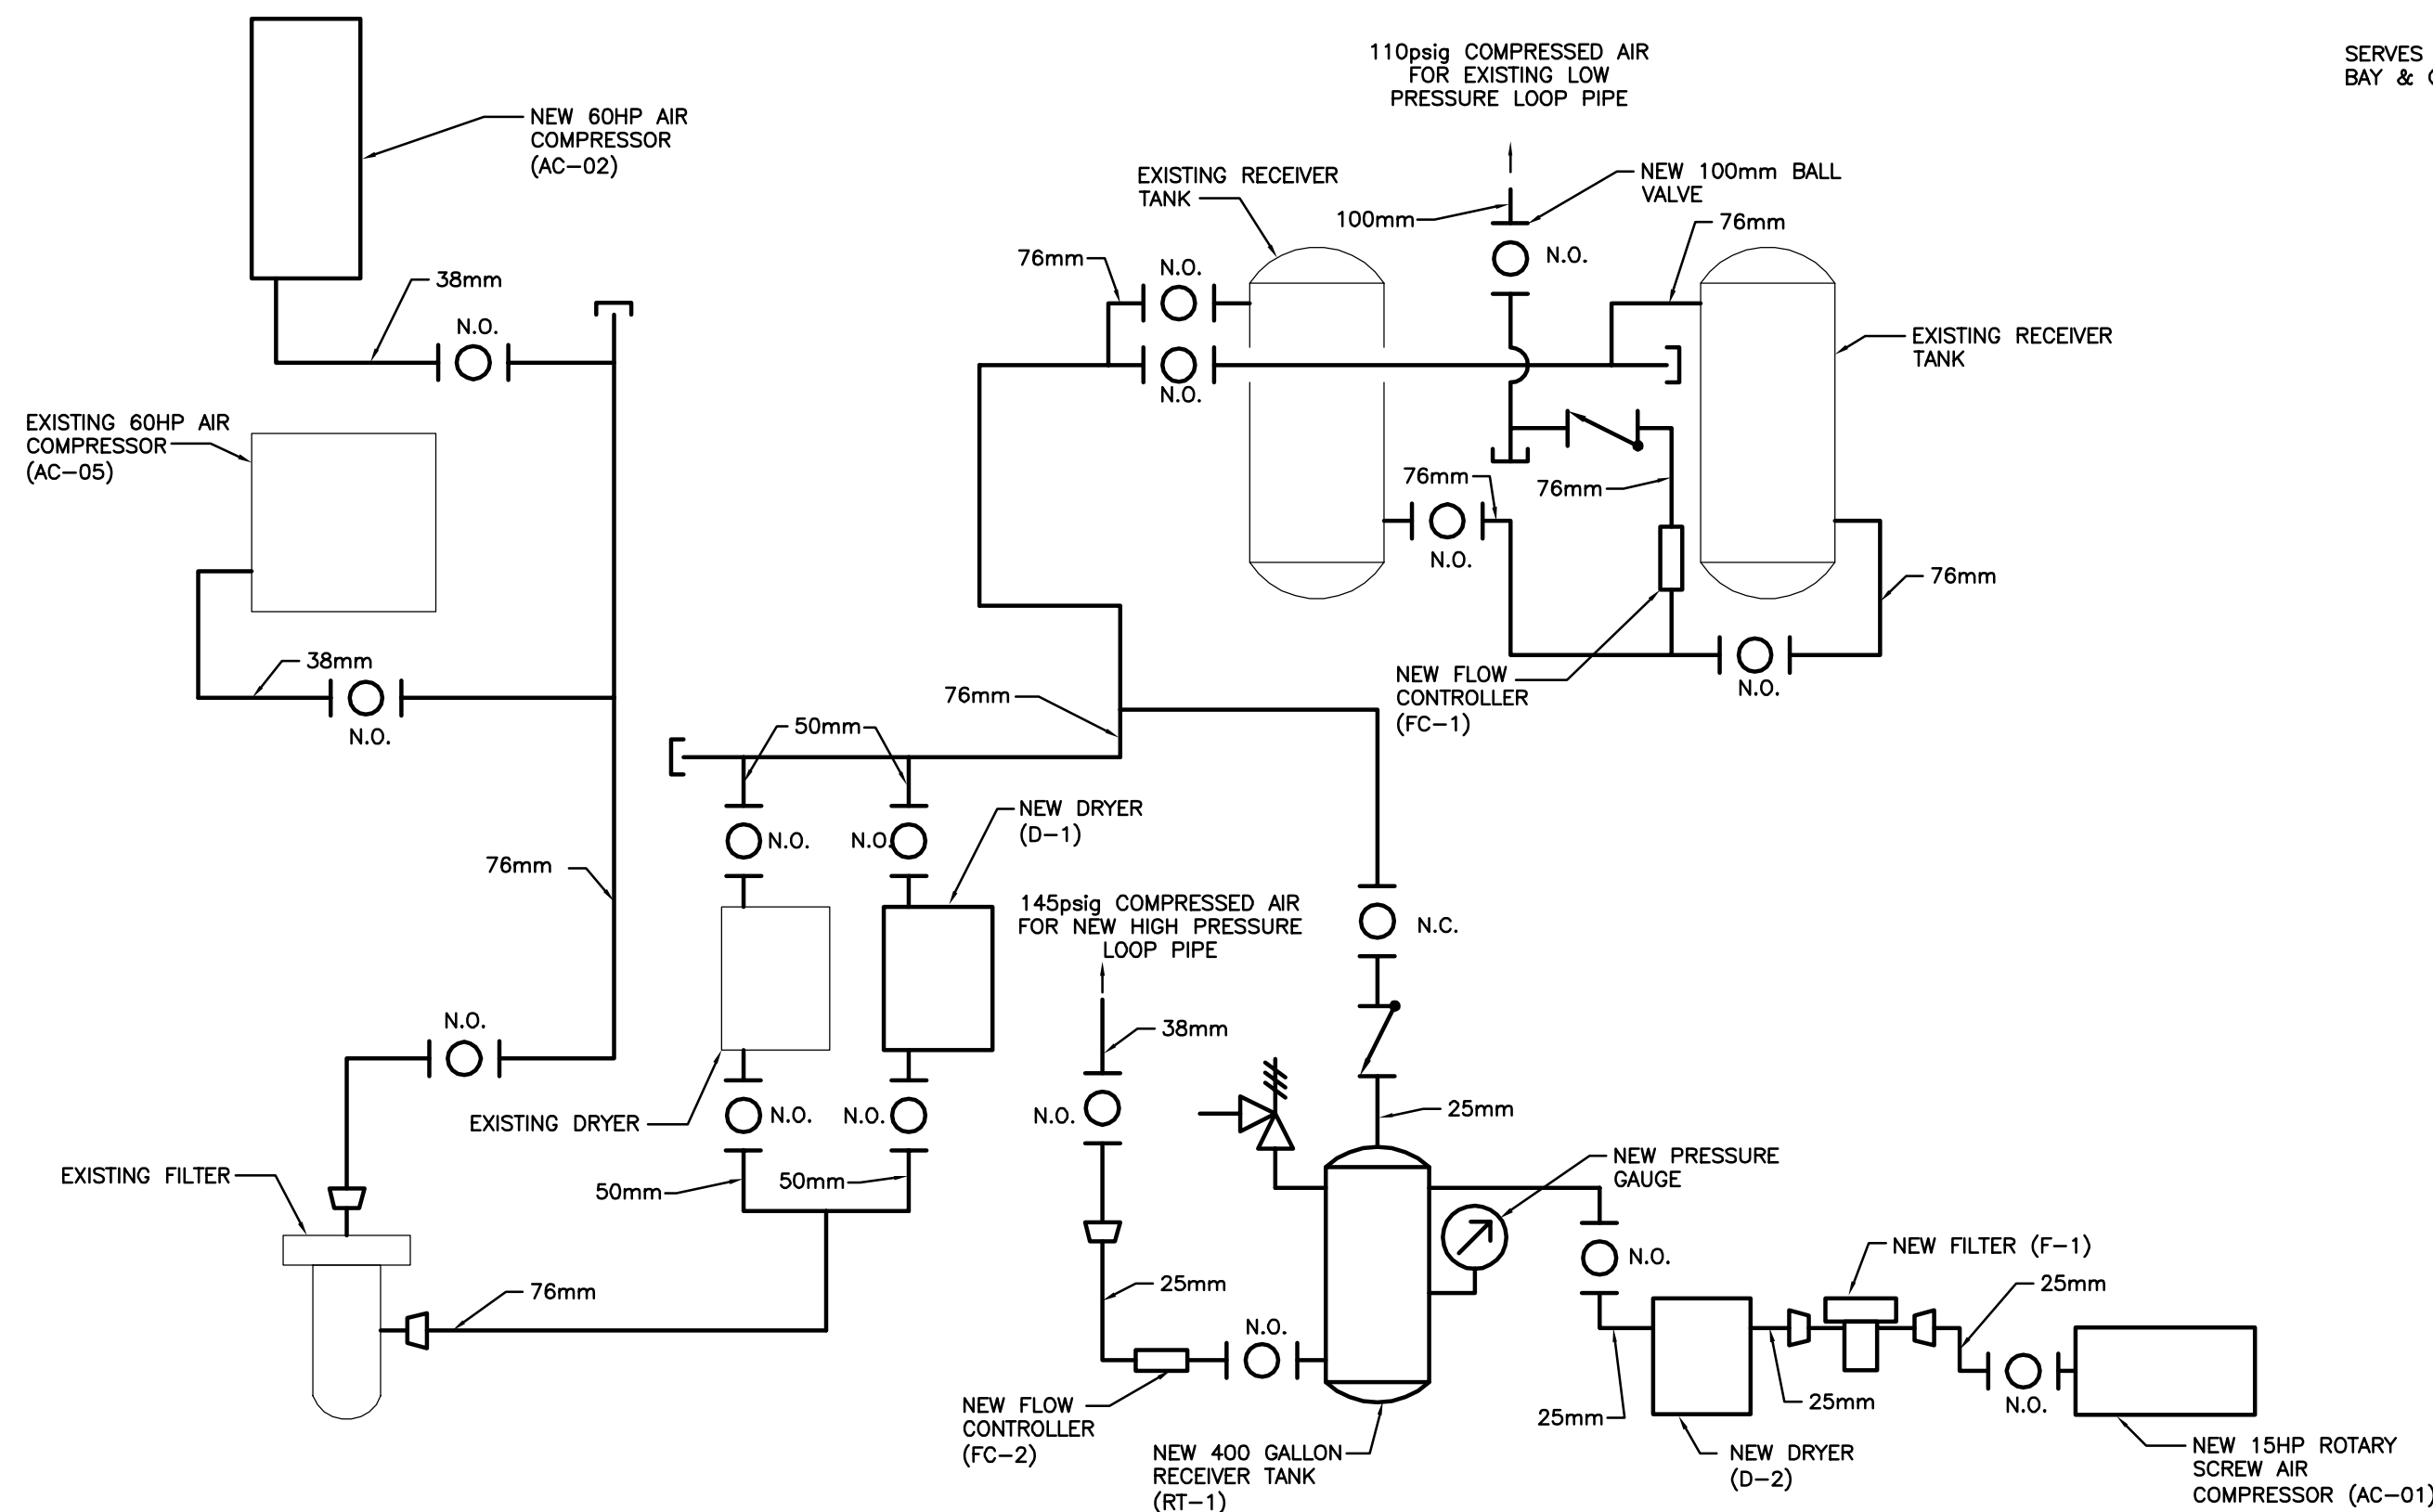 110psig COMPRESSED AIR
FOR EXISTING LOW
PRESSURE LOOP PIPE
SERVES
BAY &
NEW 60HP AIR
COMPRESSOR
(AC-02)
EXISTING RECEIVER
TANK
NEW 100mm BALL
VALVE
100mm
76mm
76mm
N.O.
N.O.
38mm
N.O.
EXISTING RECEIVER
TANK
N.O.
EXISTING 60HP AIR
COMPRESSOR
(AC-05)
76mm
76mm
N.O.
76mm
38mm
N.O.
NEW FLOW
CONTROLLER
(FC-1)
N.O.
76mm
50mm
NEW DRYER
(D-1)
N.O.
N.O.
76mm
145psig COMPRESSED AIR
FOR NEW HIGH PRESSURE
LOOP PIPE
N.C.
N.O.
38mm
EXISTING DRYER
N.O.
N.O.
N.O.
25mm
EXISTING FILTER
50mm
50mm
NEW PRESSURE
GAUGE
NEW FILTER (F-1)
N.O.
76mm
25mm
25mm
N.O.
25mm
25mm
N.O.
NEW FLOW
CONTROLLER
(FC-2)
NEW 400 GALLON
RECEIVER TANK
(RT-1)
NEW DRYER
(D-2)
NEW 15HP ROTARY
SCREW AIR
COMPRESSOR (AC-01)